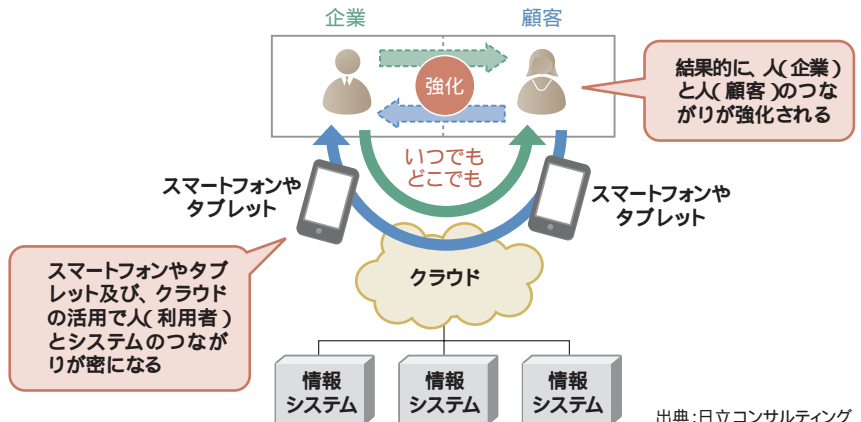 企業
顧客
強化
結果的に、人(企業)
と人(顧客)のつな
がりが強化される
いつでも
どこでも
スマートフォンや
タブレット
スマートフォンや
タブレット
クラウド
スマートフォンやタブ
レット及び、クラウド
の活用で人(利用者)
とシステムのつなが
りが密になる
情報
システム
情報
システム
情報
システム
出典:日立コンサルティング